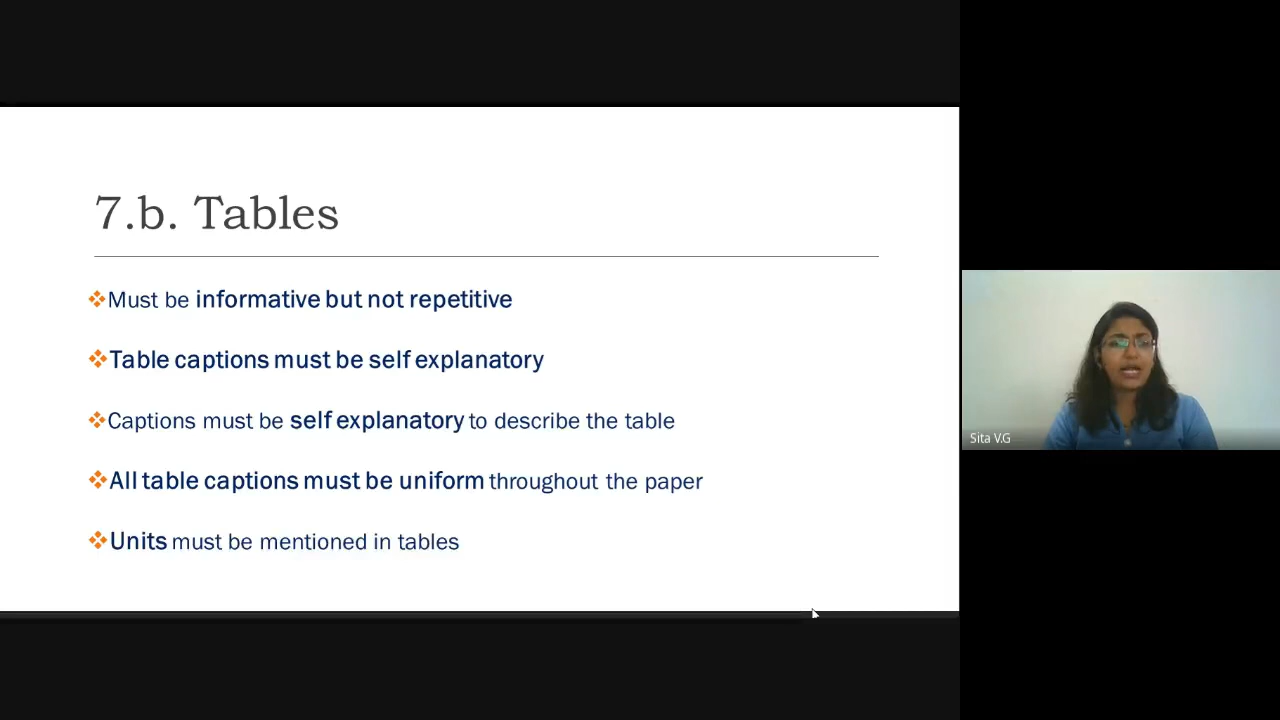 7.b. Tables
Must be informative but not repetitive
Table captions must be self explanatory
Captions must be self explanatory to describe the table
All table captions must be uniform throughout the paper
Units must be mentioned in tables
Sita V.G